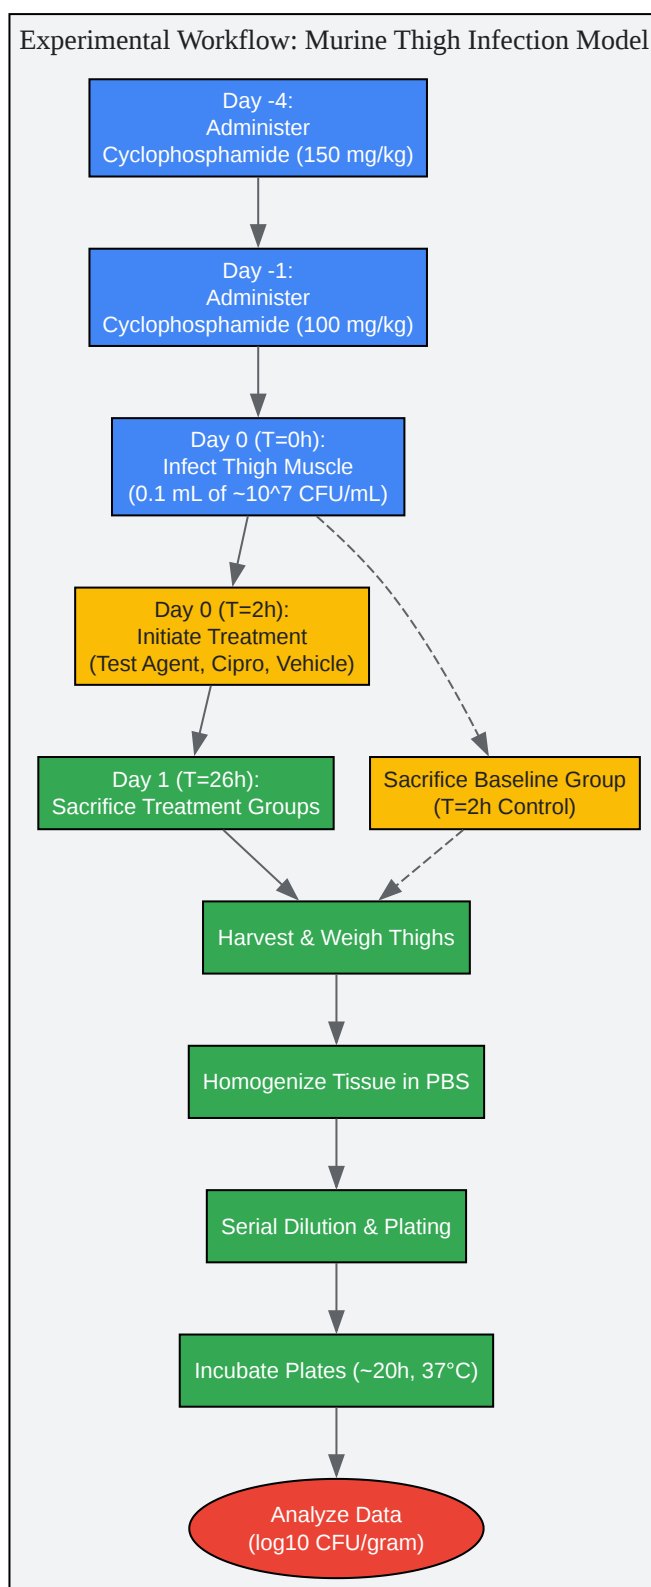 Experimental Workflow: Murine Thigh Infection Model
Day -4:
Administer
Cyclophosphamide (150 mg/kg)
Day -1:
Administer
Cyclophosphamide (100 mg/kg)
Day 0 (T=0h):
Infect Thigh Muscle
(0.1 mL of ~10^7 CFU/mL)
Day 0 (T=2h):
Initiate Treatment
(Test Agent, Cipro, Vehicle)
Day 1 (T=26h):
Sacrifice Treatment Groups
Sacrifice Baseline Group
(T=2h Control)
Harvest & Weigh Thighs
Homogenize Tissue in PBS
Serial Dilution & Plating
Incubate Plates (~20h, 37°C)
Analyze Data
(log10 CFU/gram)